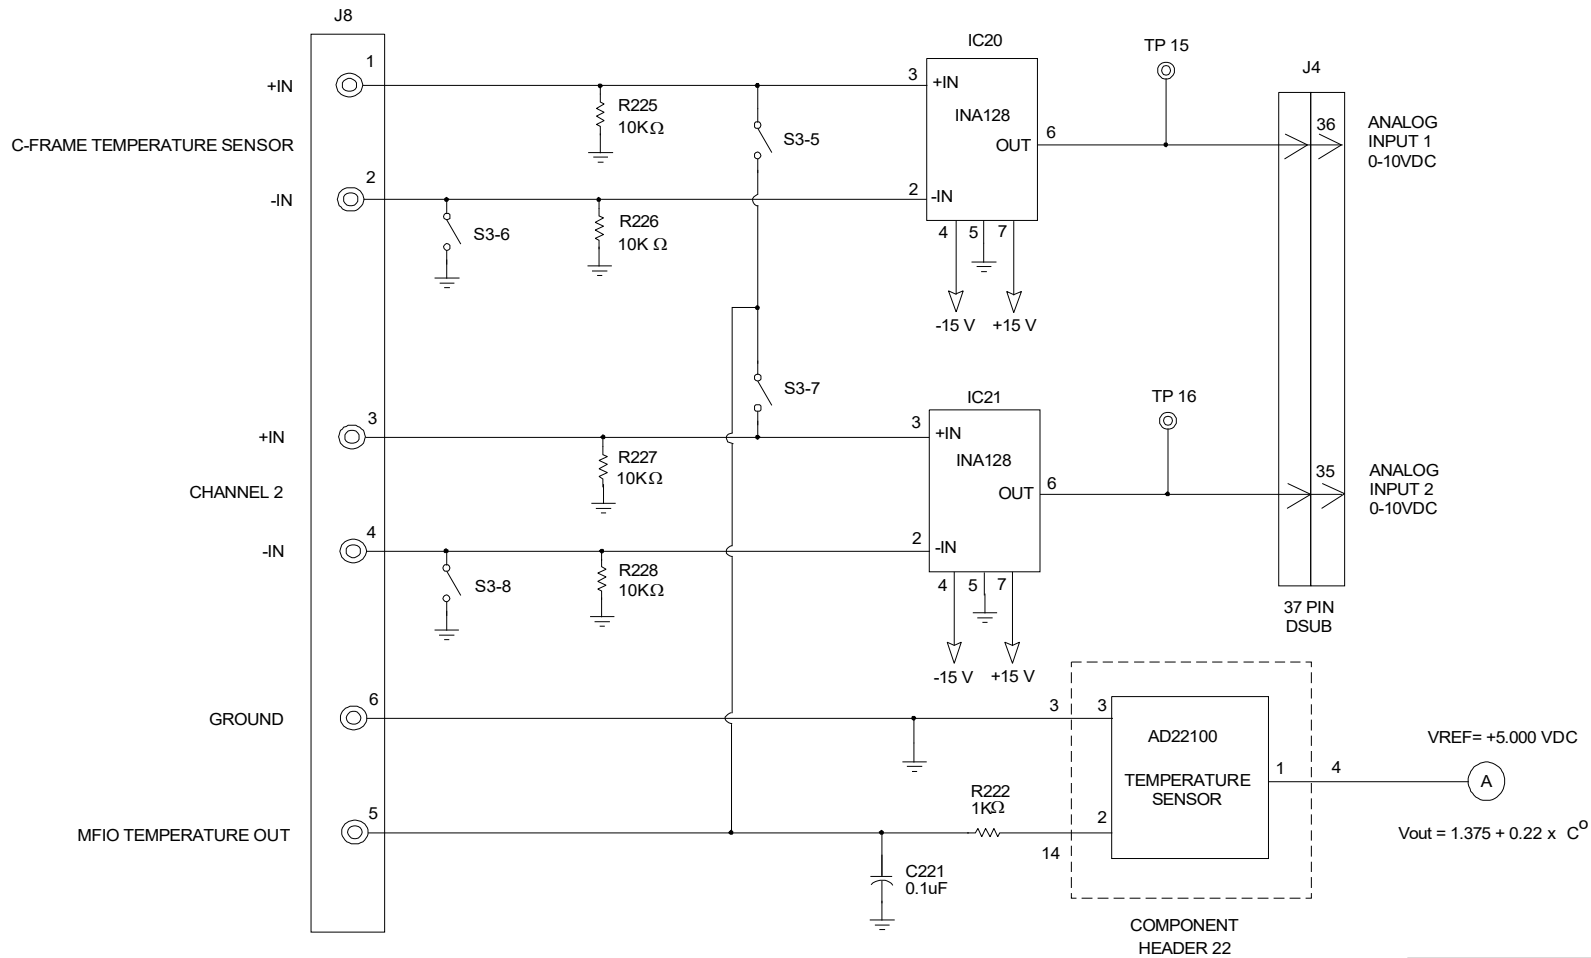 J8
1
+IN
C-FRAME TEMPERATURE SENSOR
2
-IN
R225
10KΩ
S3-5
R226
10K Ω
S3-6
IC20
3
+IN
INA128
OUT
6
2
-IN
4
5
7
-15 V
+15 V
TP 15
J4
36
ANALOG
INPUT 1
0-10VDC
S3-7
3
+IN
CHANNEL 2
4
-IN
R227
10KΩ
R228
10KΩ
S3-8
IC21
3
+IN
INA128
OUT
6
2
-IN
4
5
7
-15 V
+15 V
TP 16
35
ANALOG
INPUT 2
0-10VDC
37 PIN
DSUB
6
GROUND
5
MFIO TEMPERATURE OUT
R222
1KΩ
C221
0.1uF
3
3
AD22100
TEMPERATURE
SENSOR
1
4
2
14
COMPONENT
HEADER 22
VREF= +5.000 VDC
A
Vout = 1.375 + 0.22 x C^O